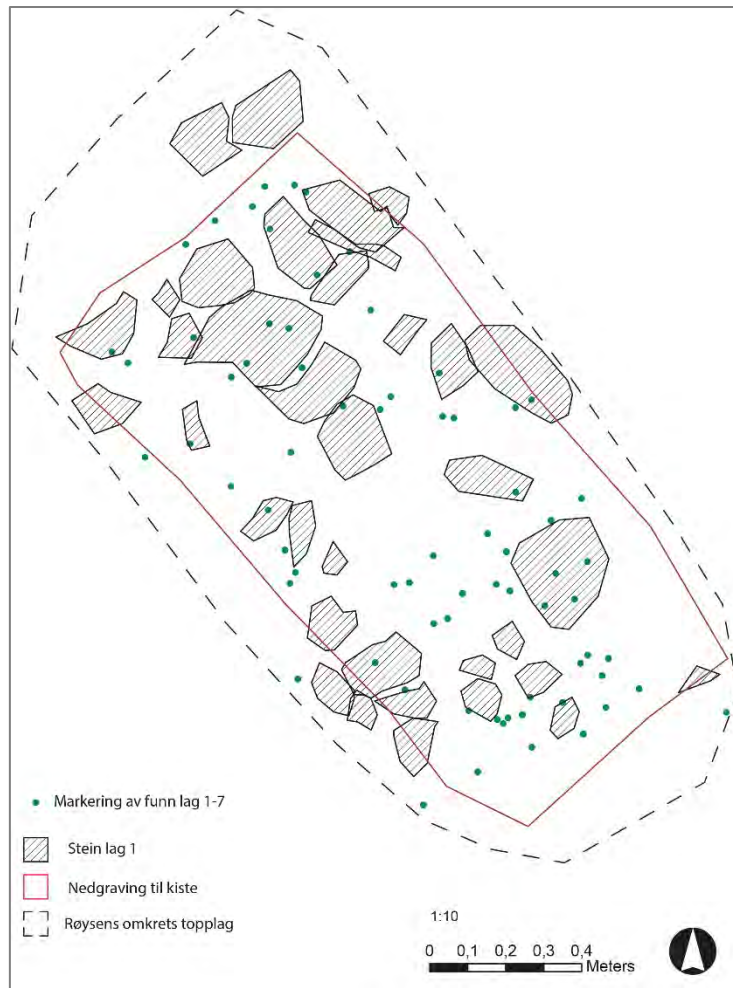 Markering av funn lag 1-7
Stein lag 1
Nedgraving til kiste
Røysens omkrets topplag
1:10
0 0,1 0,2 0,3 0,4
Meters